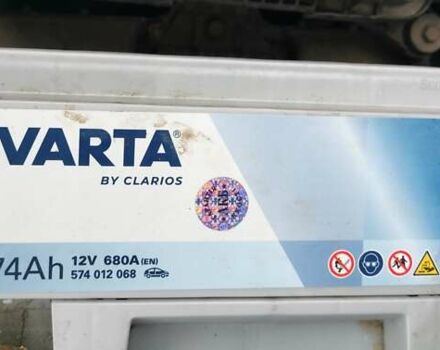 VARTA®
BY CLARIOS
74Ah 12V 680A(EN)
574 012 068